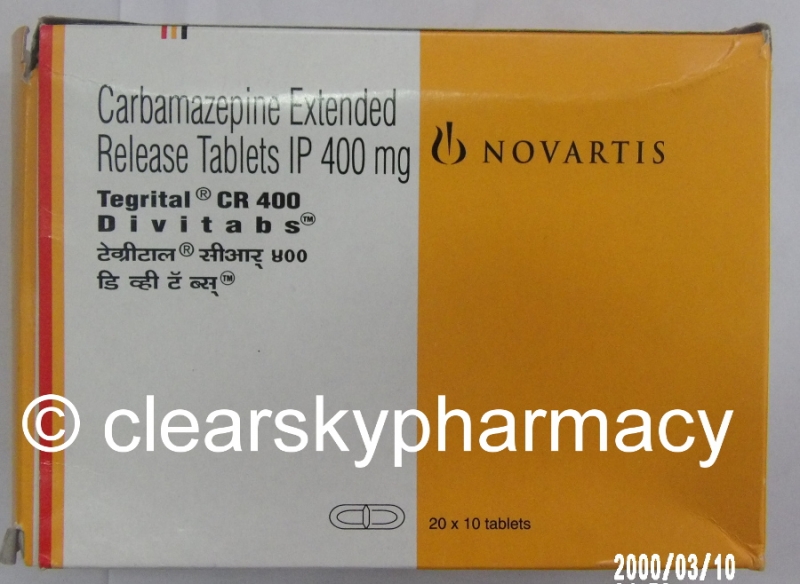 Carbamazepine Extended
Release Tablets IP 400 mg
Tegrital® CR 400
Divitabs™
टेग्रीटाल® सीआर् ४००
डि व्ही टॅ ब्स्™
NOVARTIS
© clearskypharmacy
20 x 10 tablets
2000/03/10